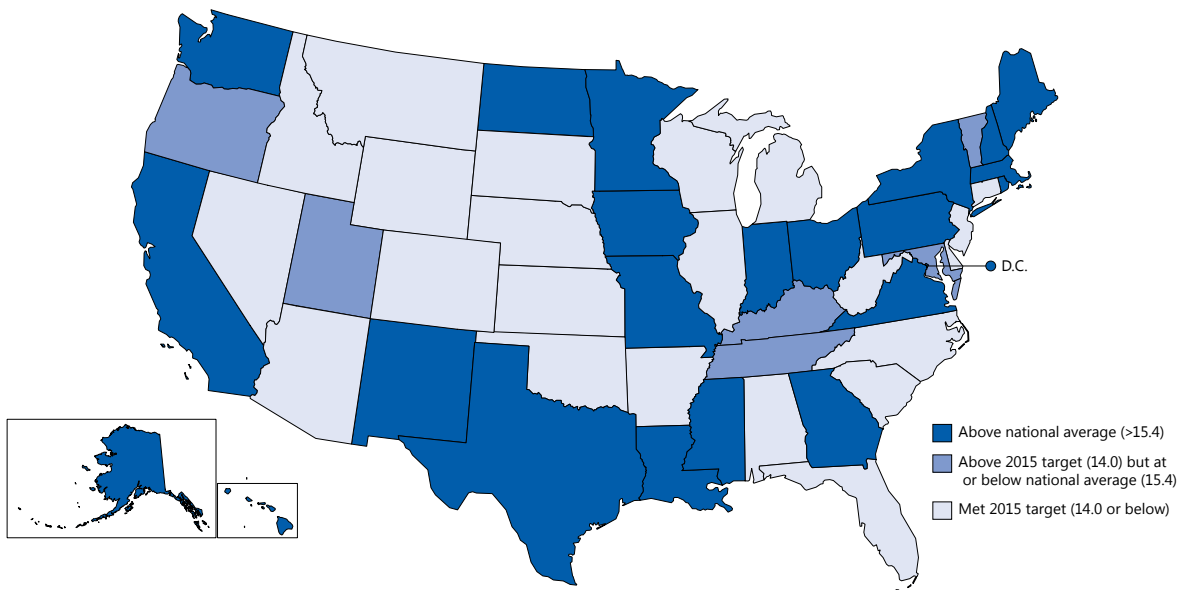 D.C.
Above national average (>15.4)
Above 2015 target (14.0) but at
or below national average (15.4)
Met 2015 target (14.0 or below)